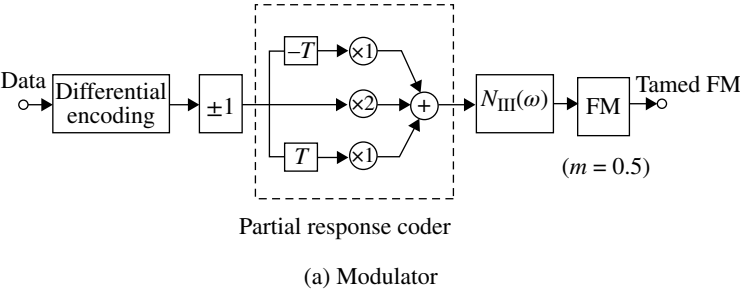 Data
Differential
encoding
±1
–T
×1
×2
T
×1
+
N_III(ω)
FM
Tamed FM
(m = 0.5)
Partial response coder
(a) Modulator